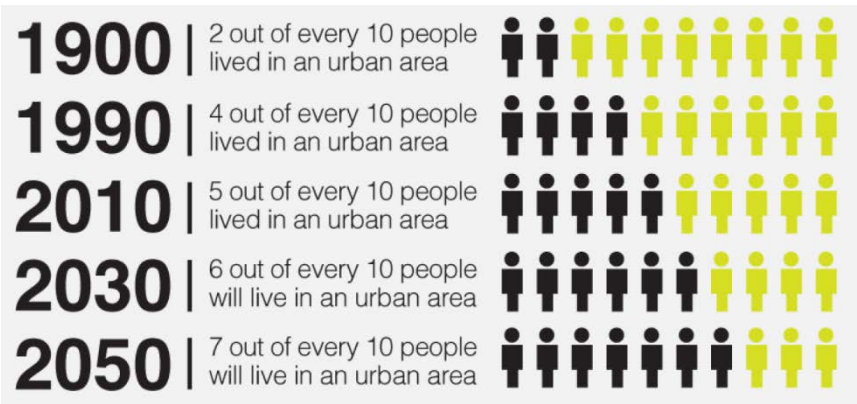 1900 | 2 out of every 10 people
lived in an urban area
1990 | 4 out of every 10 people
lived in an urban area
2010 | 5 out of every 10 people
lived in an urban area
2030 | 6 out of every 10 people
will live in an urban area
2050 | 7 out of every 10 people
will live in an urban area